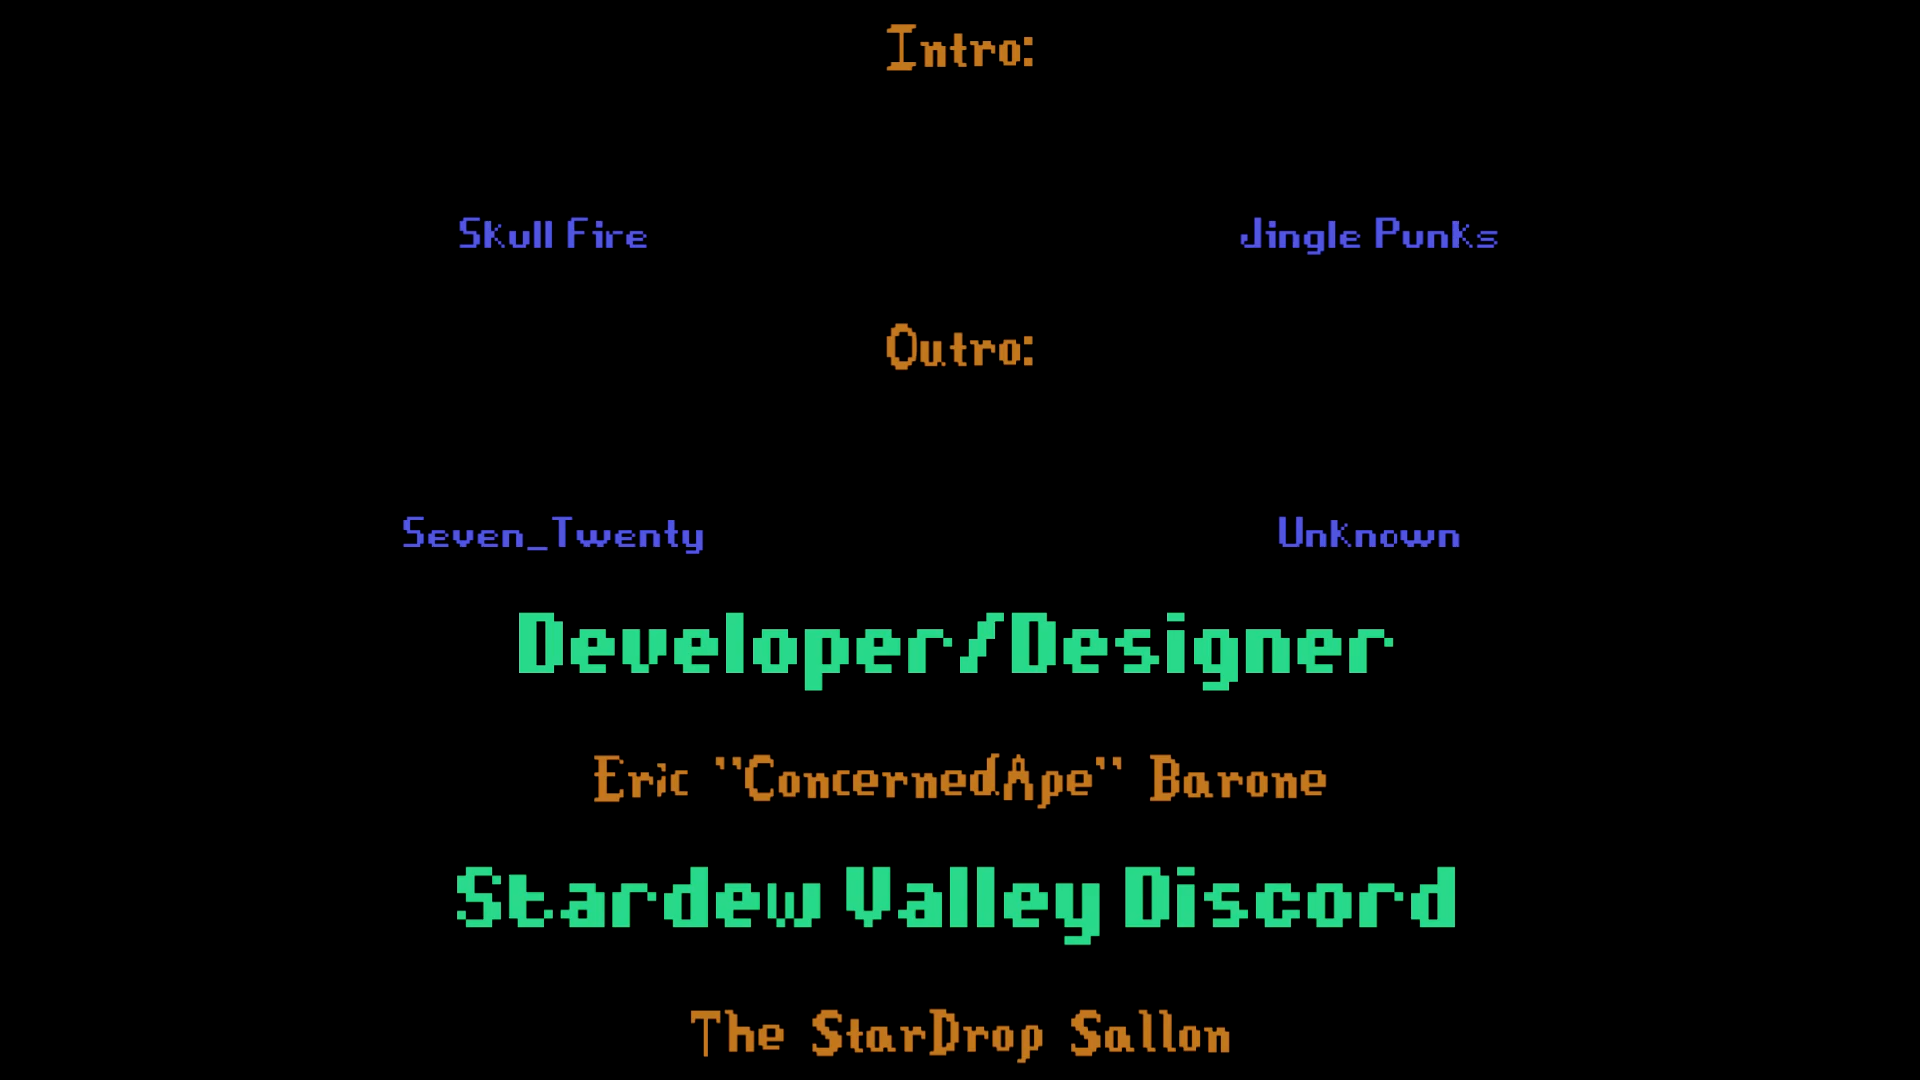 Intro:
Skull Fire Jingle Punks
Outro:
Seven_Twenty Unknown
Developer/Designer
Eric "ConcernedApe" Barone
Stardew Valley Discord
The StarDrop Sallon